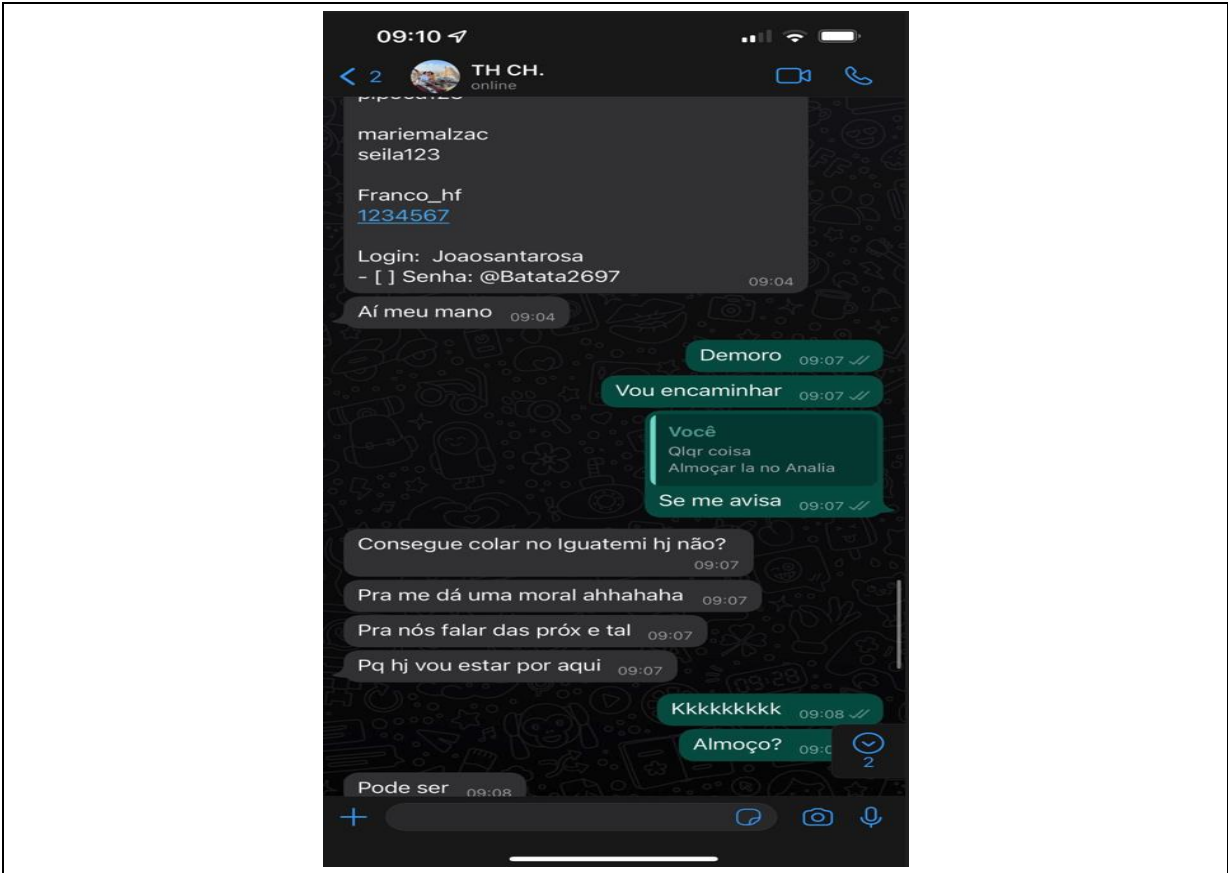 09:10
2
TH CH.
online
mariemalzac
seila123
Franco_hf
1234567
Login: Joaosantarosa
- [ ] Senha: @Batata2697
09:04
Aí meu mano 09:04
Demoro 09:07
Vou encaminhar 09:07
Você
Qlqr coisa
Almoçar la no Analia
Se me avisa 09:07
Consegue colar no Iguatemi hj não?
09:07
Pra me dá uma moral ahhahaha 09:07
Pra nós falar das próx e tal 09:07
Pq hj vou estar por aqui 09:07
Kkkkkkkkk 09:08
Almoço?
2
Pode ser 09:08